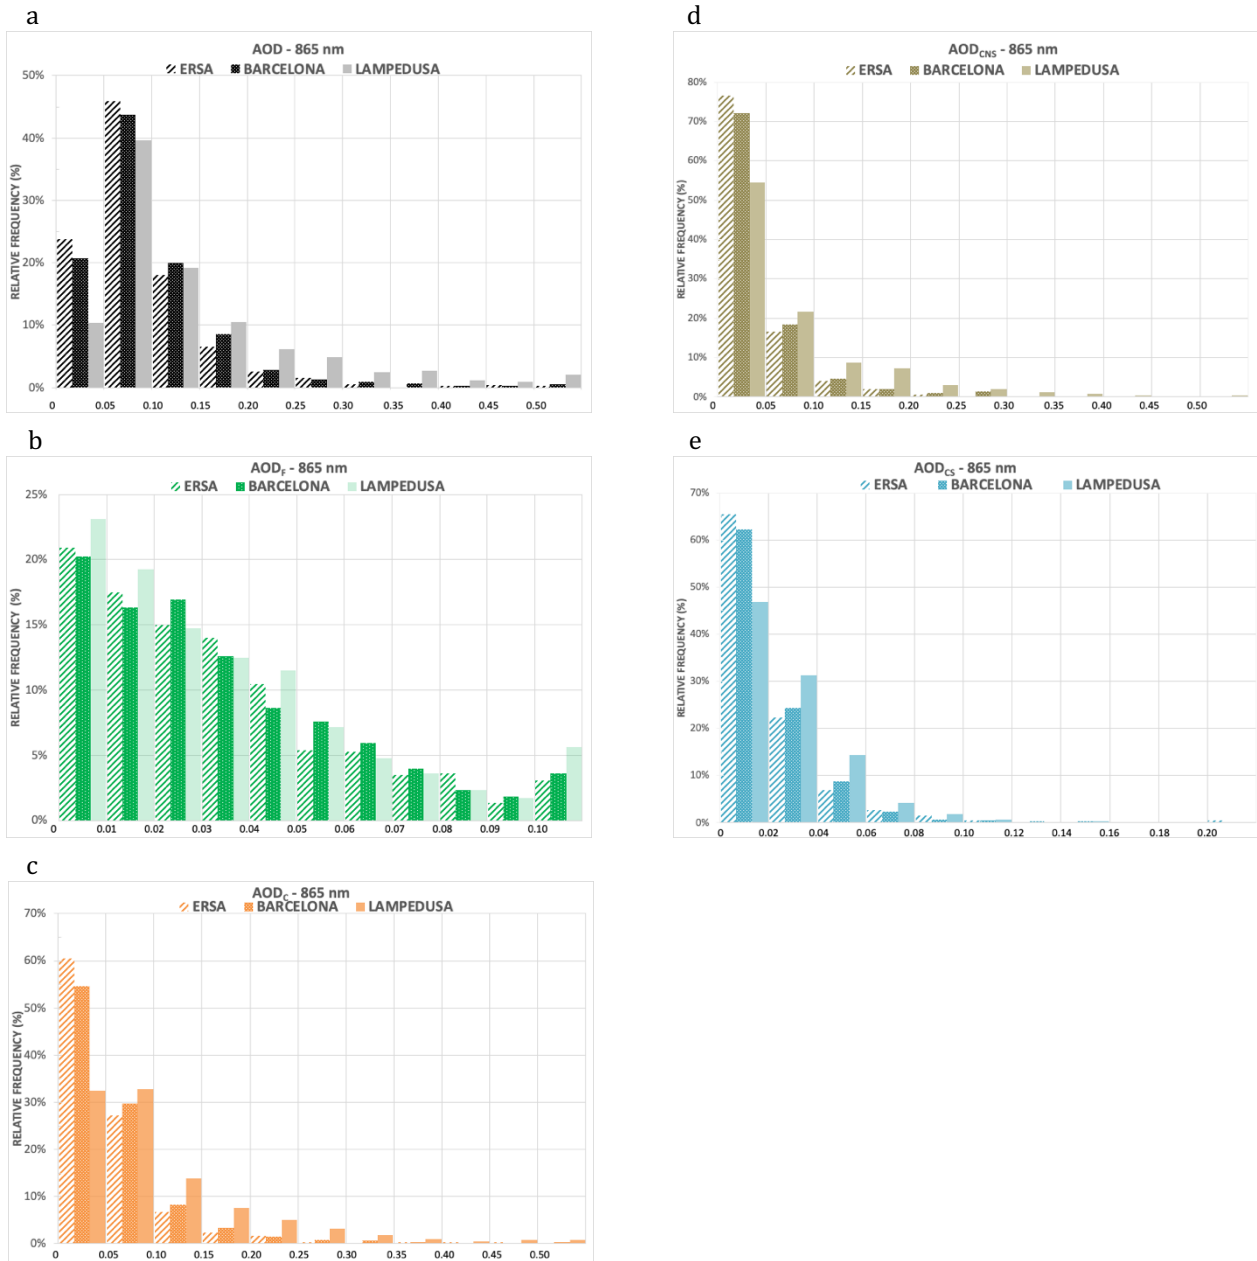 a
AOD - 865 nm
ERSA BARCELONA LAMPEDUSA
RELATIVE FREQUENCY (%)
50%
40%
30%
20%
10%
0%
0 0.05 0.10 0.15 0.20 0.25 0.30 0.35 0.40 0.45 0.50
b
AOD_F - 865 nm
ERSA BARCELONA LAMPEDUSA
RELATIVE FREQUENCY (%)
25%
20%
15%
10%
5%
0%
0 0.01 0.02 0.03 0.04 0.05 0.06 0.07 0.08 0.09 0.10
c
AOD_C - 865 nm
ERSA BARCELONA LAMPEDUSA
RELATIVE FREQUENCY (%)
70%
60%
50%
40%
30%
20%
10%
0%
0 0.05 0.10 0.15 0.20 0.25 0.30 0.35 0.40 0.45 0.50
d
AOD_CNS - 865 nm
ERSA BARCELONA LAMPEDUSA
RELATIVE FREQUENCY (%)
80%
70%
60%
50%
40%
30%
20%
10%
0%
0 0.05 0.10 0.15 0.20 0.25 0.30 0.35 0.40 0.45 0.50
e
AOD_CS - 865 nm
ERSA BARCELONA LAMPEDUSA
RELATIVE FREQUENCY (%)
70%
60%
50%
40%
30%
20%
10%
0%
0 0.02 0.04 0.06 0.08 0.10 0.12 0.14 0.16 0.18 0.20